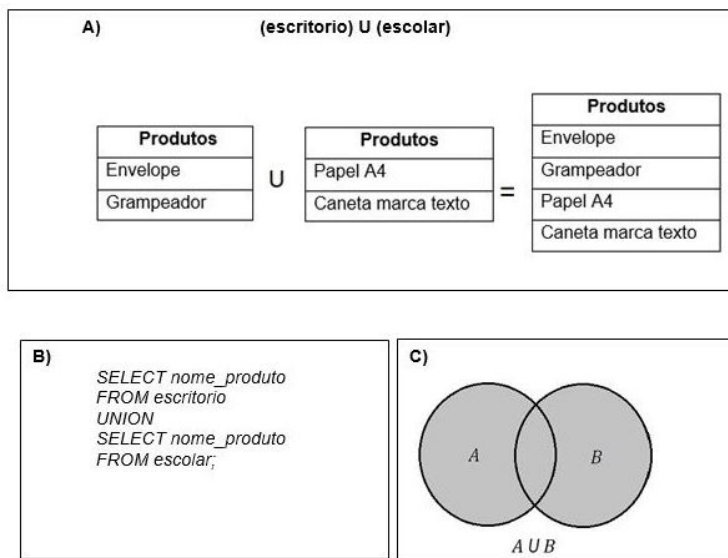 A) (escritorio) U (escolar)
Produtos
Envelope
Grampeador
U
Produtos
Papel A4
Caneta marca texto
=
Produtos
Envelope
Grampeador
Papel A4
Caneta marca texto
B)
SELECT nome_produto
FROM escritorio
UNION
SELECT nome_produto
FROM escolar;
C)
A B
A U B